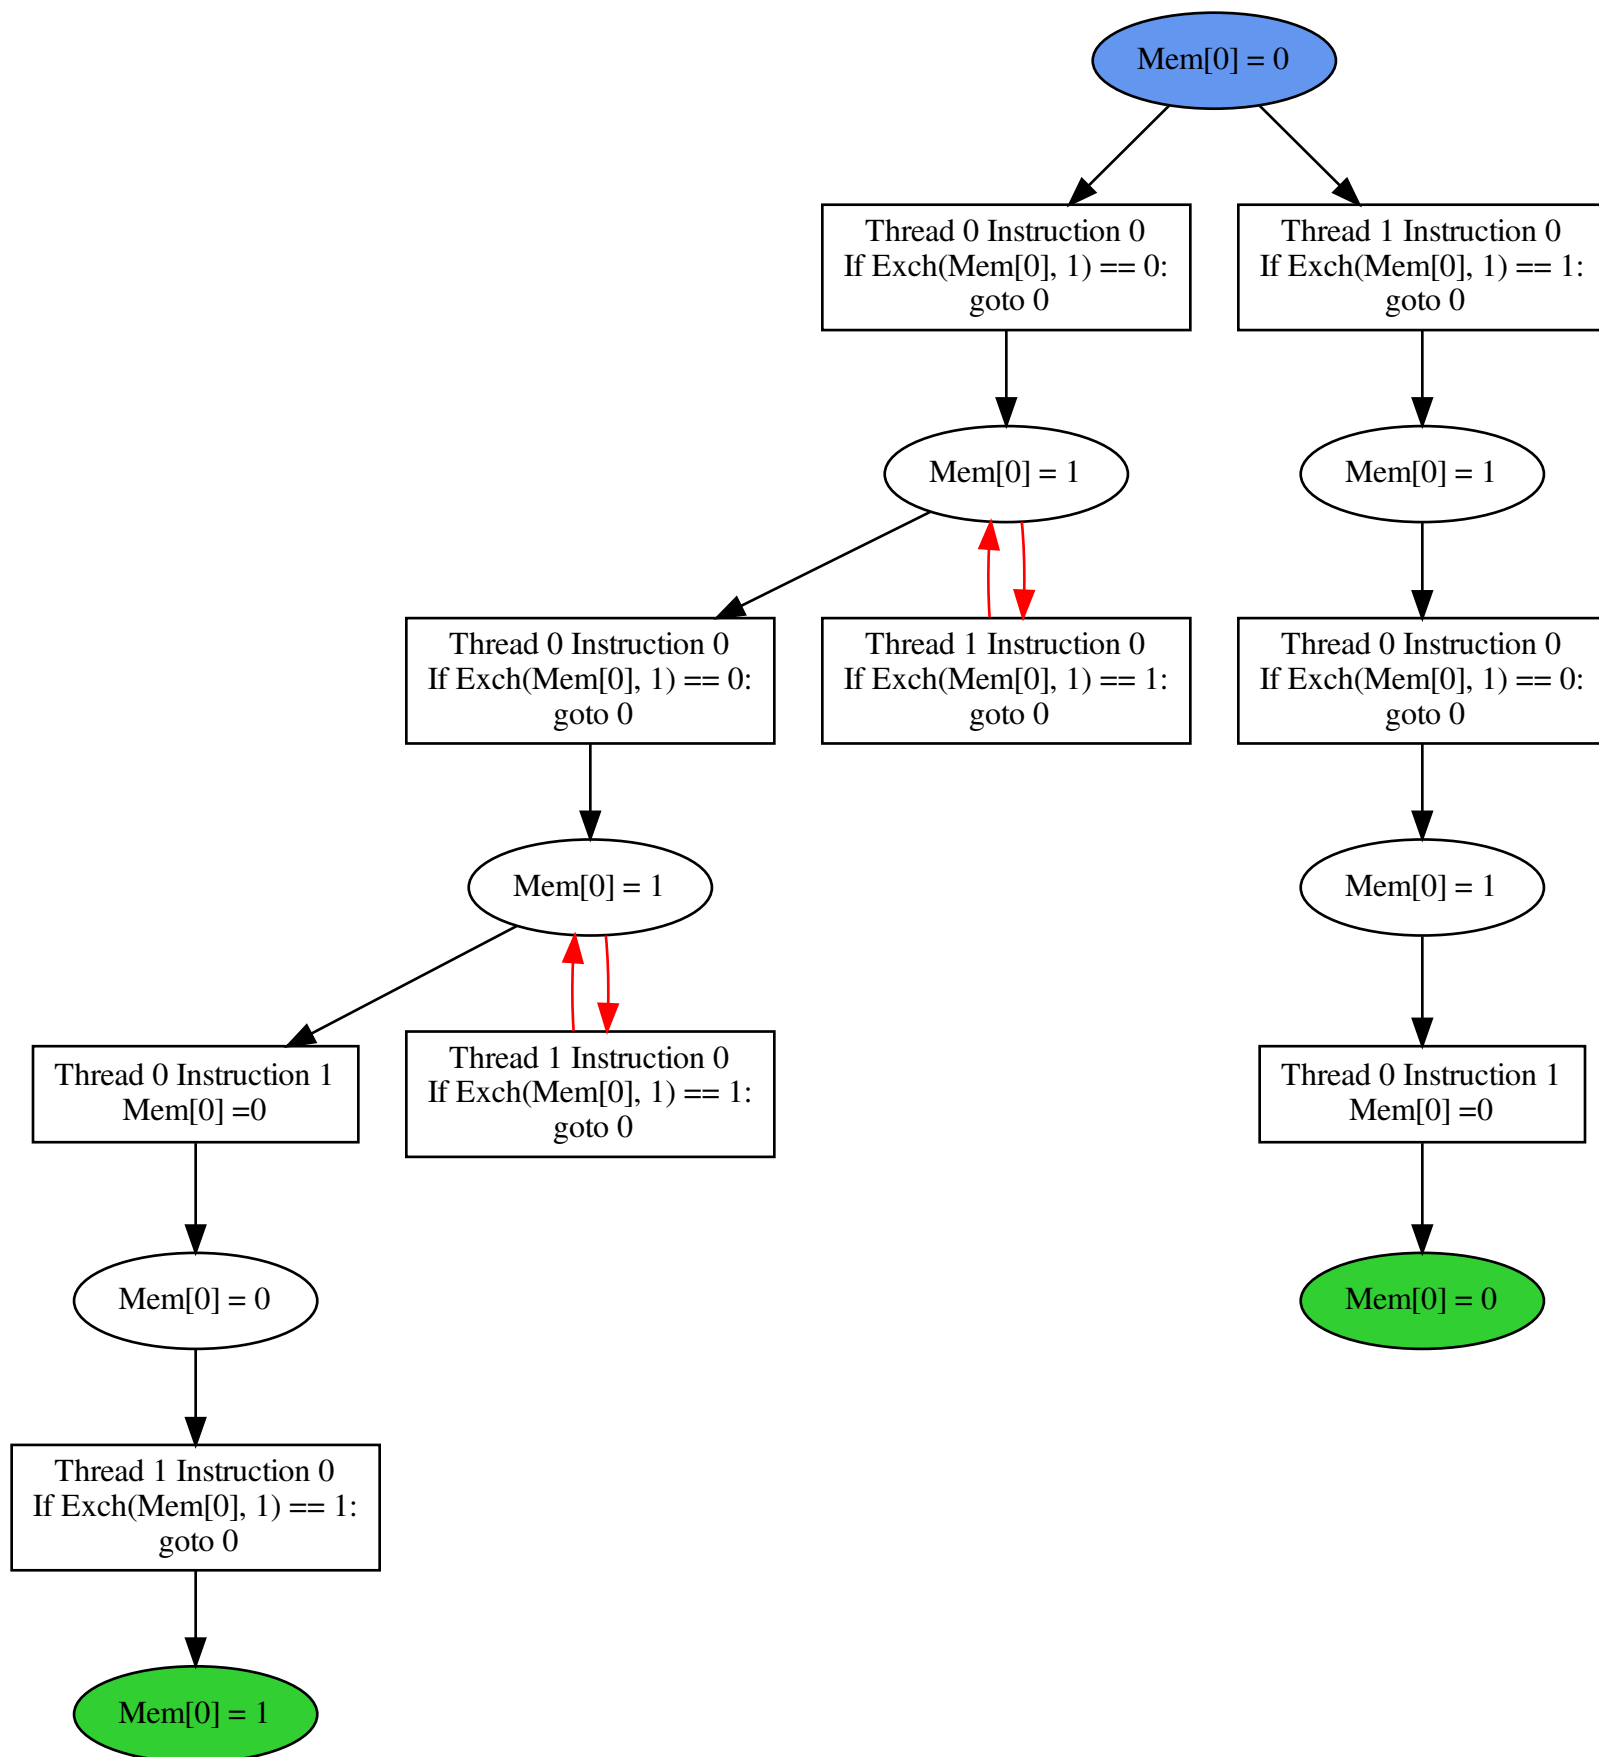 Mem[0] = 0
Thread 0 Instruction 0
If Exch(Mem[0], 1) == 0:
goto 0
Thread 1 Instruction 0
If Exch(Mem[0], 1) == 1:
goto 0
Mem[0] = 1
Mem[0] = 1
Thread 0 Instruction 0
If Exch(Mem[0], 1) == 0:
goto 0
Thread 1 Instruction 0
If Exch(Mem[0], 1) == 1:
goto 0
Thread 0 Instruction 0
If Exch(Mem[0], 1) == 0:
goto 0
Mem[0] = 1
Mem[0] = 1
Thread 0 Instruction 1
Mem[0] =0
Thread 1 Instruction 0
If Exch(Mem[0], 1) == 1:
goto 0
Thread 0 Instruction 1
Mem[0] =0
Mem[0] = 0
Mem[0] = 0
Thread 1 Instruction 0
If Exch(Mem[0], 1) == 1:
goto 0
Mem[0] = 1